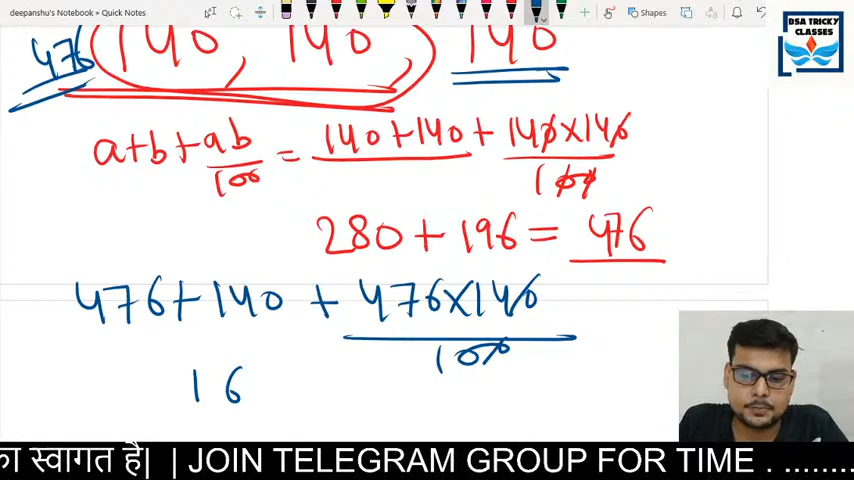 deepanshu's Notebook » Quick Notes
Shapes
DSA TRICKY
CLASSES
476 (140, 140) 140
a+b+ab/100 = 140+140 + 140×140/100
280+196 = 476
476+140 + 476×140/100
16
का स्वागत है| | JOIN TELEGRAM GROUP FOR TIME . ........